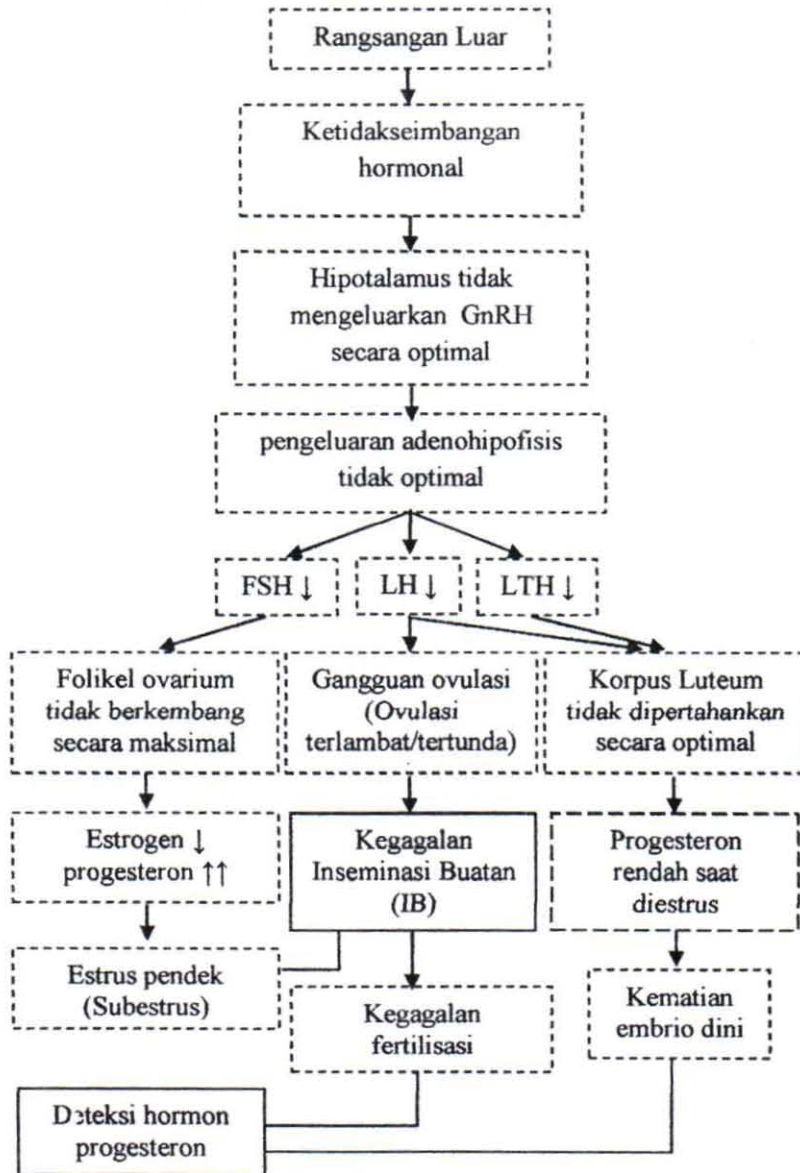 Rangsangan Luar
Ketidakseimbangan
hormonal
Hipotalamus tidak
mengeluarkan GnRH
secara optimal
pengeluaran adenohipofisis
tidak optimal
FSH ↓
LH ↓
LTH ↓
Folikel ovarium
tidak berkembang
secara maksimal
Gangguan ovulasi
(Ovulasi
terlambat/tertunda)
Korpus Luteum
tidak dipertahankan
secara optimal
Estrogen ↓
progesteron ↑↑
Kegagalan
Inseminasi Buatan
(IB)
Progesteron
rendah saat
diestrus
Estrus pendek
(Subestrus)
Kegagalan
fertilisasi
Kematian
embrio dini
Deteksi hormon
progesteron